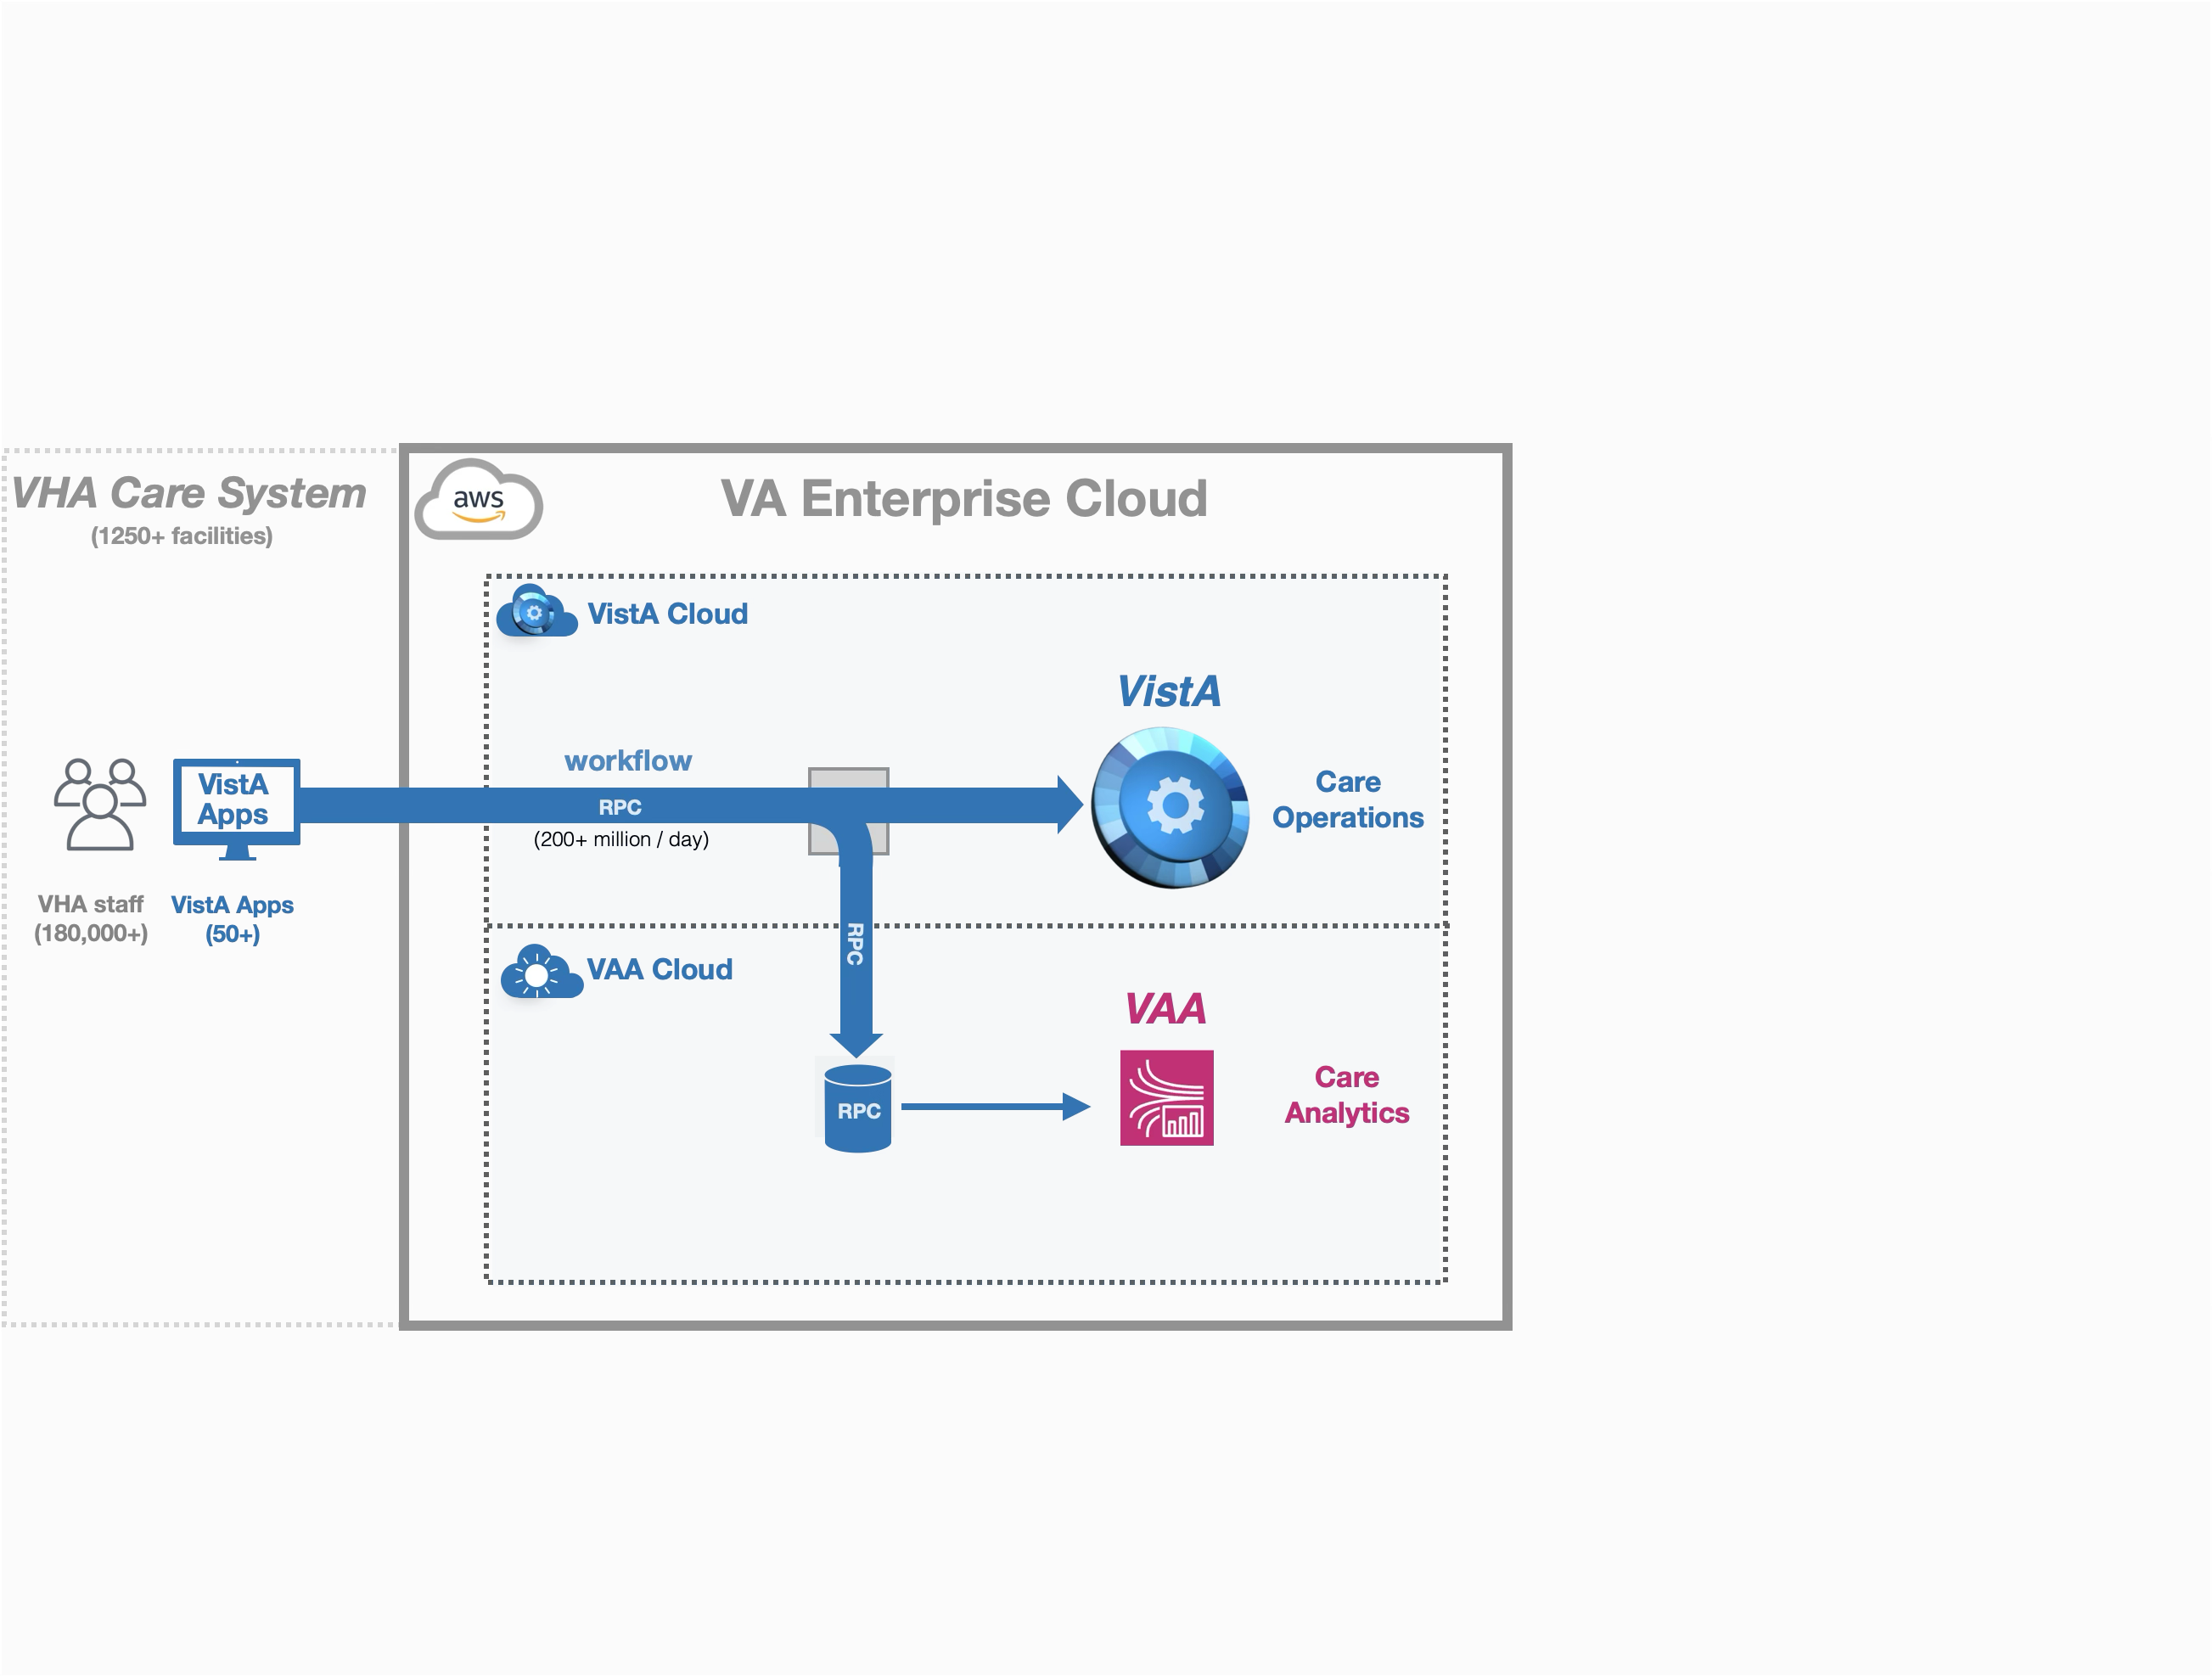 VHA Care System
(1250+ facilities)
aws
VA Enterprise Cloud
VistA Cloud
VistA
workflow
RPC
(200+ million / day)
VistA
Apps
Care
Operations
VHA staff
(180,000+)
VistA Apps
(50+)
RPC
VAA Cloud
VAA
RPC
Care
Analytics